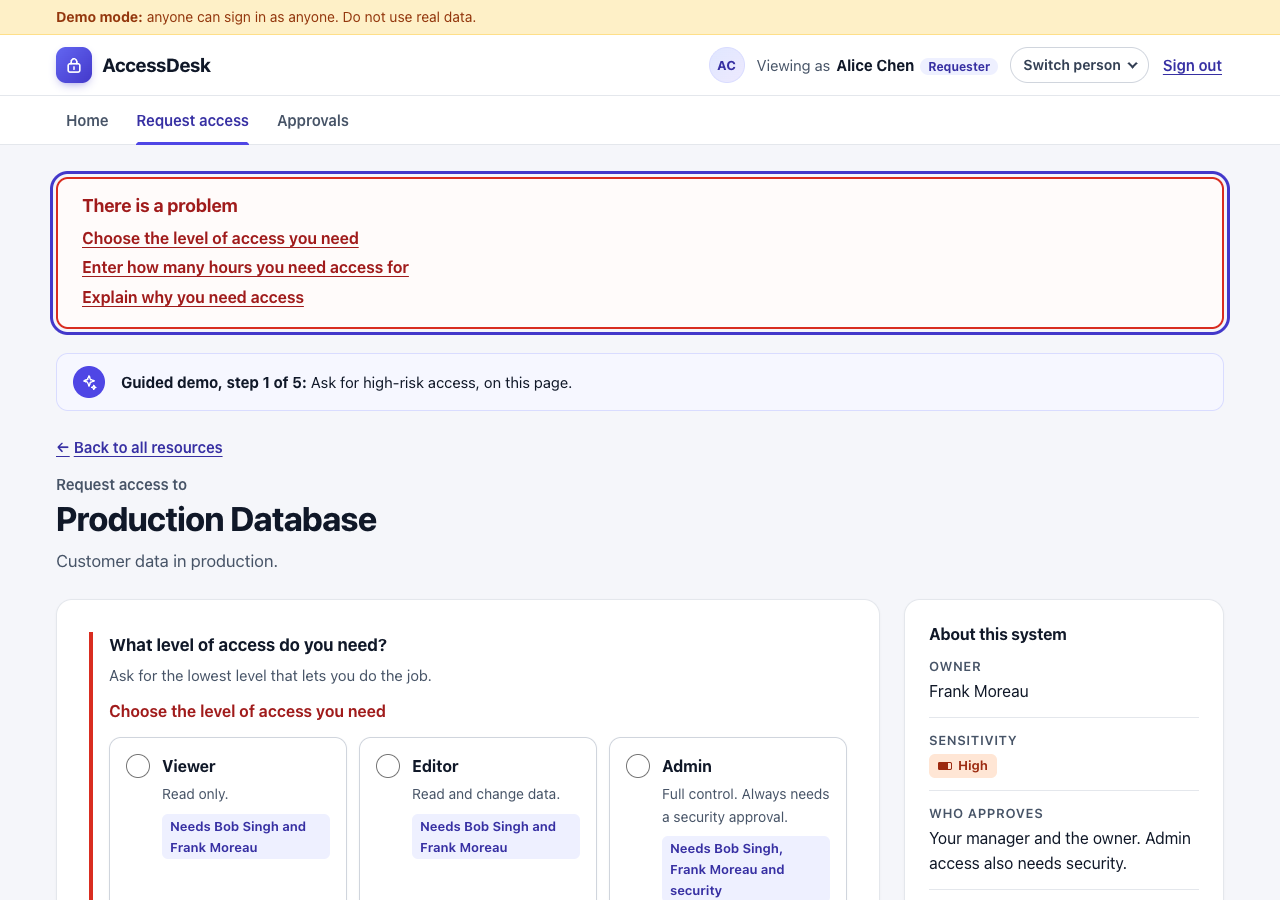 Demo mode: anyone can sign in as anyone. Do not use real data.
AccessDesk
AC
Viewing as Alice Chen Requester
Switch person
Sign out
Home
Request access
Approvals
There is a problem
Choose the level of access you need
Enter how many hours you need access for
Explain why you need access
Guided demo, step 1 of 5: Ask for high-risk access, on this page.
← Back to all resources
Request access to
Production Database
Customer data in production.
What level of access do you need?
Ask for the lowest level that lets you do the job.
Choose the level of access you need
Viewer
Read only.
Needs Bob Singh and
Frank Moreau
Editor
Read and change data.
Needs Bob Singh and
Frank Moreau
Admin
Full control. Always needs
a security approval.
Needs Bob Singh,
Frank Moreau and
security
About this system
OWNER
Frank Moreau
SENSITIVITY
High
WHO APPROVES
Your manager and the owner. Admin
access also needs security.